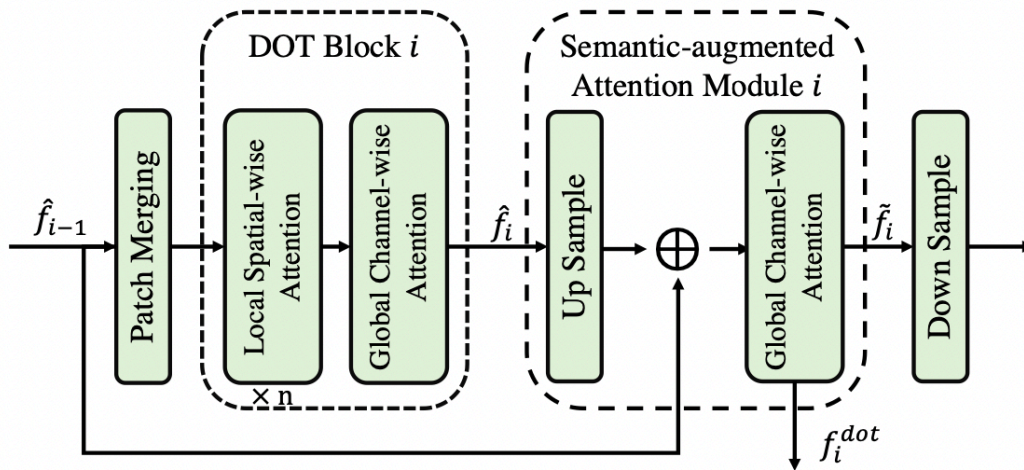 DOT Block i
Semantic-augmented
Attention Module i
f̂ᵢ₋₁
Patch Merging
Local Spatial-wise
Attention
× n
Global Channel-wise
Attention
f̂ᵢ
Up Sample
⊕
Global Channel-wise
Attention
f̃ᵢ
Down Sample
fᵢᵈᵒᵗ